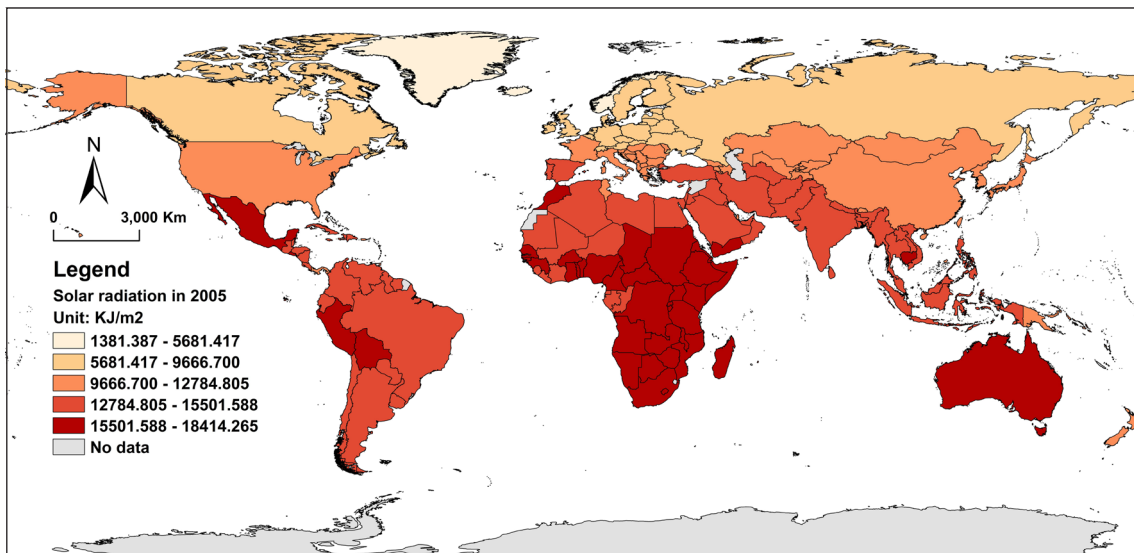 N
0 3,000 Km
Legend
Solar radiation in 2005
Unit: KJ/m2
1381.387 - 5681.417
5681.417 - 9666.700
9666.700 - 12784.805
12784.805 - 15501.588
15501.588 - 18414.265
No data